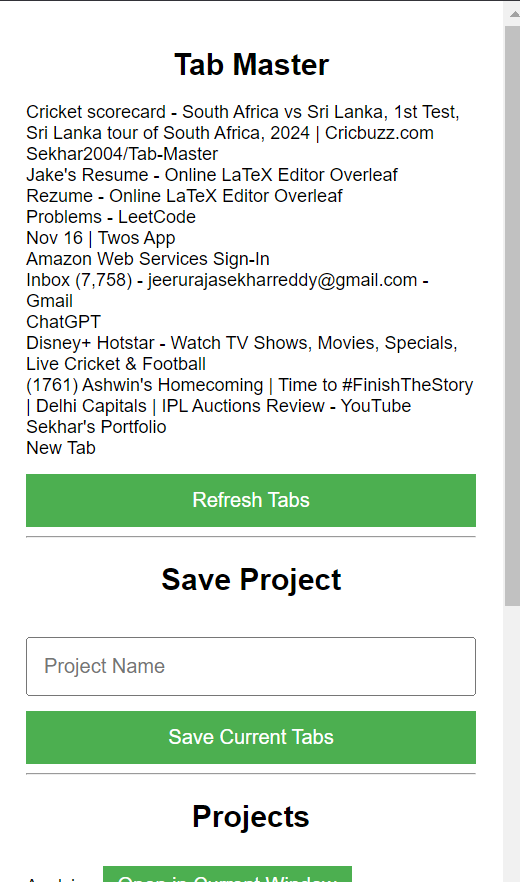 Tab Master
Cricket scorecard - South Africa vs Sri Lanka, 1st Test,
Sri Lanka tour of South Africa, 2024 | Cricbuzz.com
Sekhar2004/Tab-Master
Jake's Resume - Online LaTeX Editor Overleaf
Rezume - Online LaTeX Editor Overleaf
Problems - LeetCode
Nov 16 | Twos App
Amazon Web Services Sign-In
Inbox (7,758) - jeerurajasekharreddy@gmail.com -
Gmail
ChatGPT
Disney+ Hotstar - Watch TV Shows, Movies, Specials,
Live Cricket & Football
(1761) Ashwin's Homecoming | Time to #FinishTheStory
| Delhi Capitals | IPL Auctions Review - YouTube
Sekhar's Portfolio
New Tab
Refresh Tabs
Save Project
Project Name
Save Current Tabs
Projects
Open in Current Window